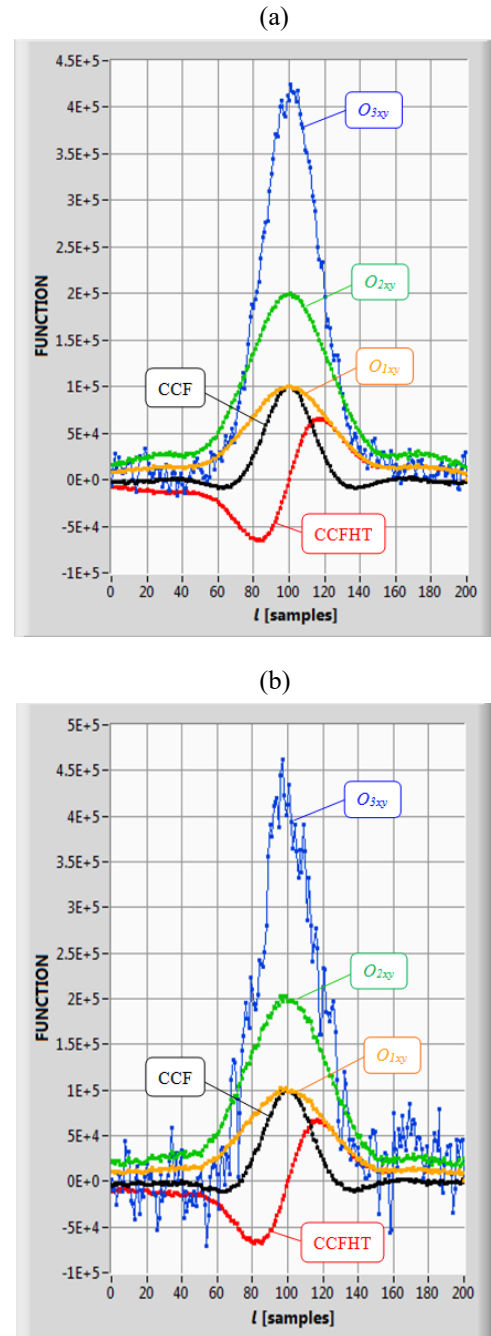 (a)
4.5E+5
4E+5
3.5E+5
3E+5
2.5E+5
2E+5
1.5E+5
1E+5
5E+4
0E+0
-5E+4
-1E+5
FUNCTION
O3xy
O2xy
O1xy
CCF
CCFHT
0 20 40 60 80 100 120 140 160 180 200
l [samples]
(b)
5E+5
4.5E+5
4E+5
3.5E+5
3E+5
2.5E+5
2E+5
1.5E+5
1E+5
5E+4
0E+0
-5E+4
-1E+5
FUNCTION
O3xy
O2xy
O1xy
CCF
CCFHT
0 20 40 60 80 100 120 140 160 180 200
l [samples]